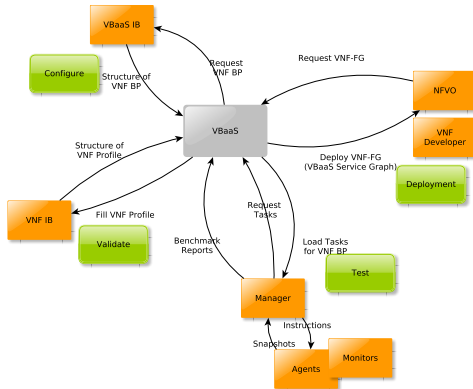 VBaaS IB
Request
VNF BP
Request VNF-FG
Configure
Structure of
VNF BP
NFVO
VBaaS
VNF
Developer
Structure of
VNF Profile
Deploy VNF-FG
(VBaaS Service Graph)
Deployment
VNF IB
Fill VNF Profile
Request
Tasks
Validate
Benchmark
Reports
Load Tasks
for VNF BP
Test
Manager
Instructions
Snapshots
Agents
Monitors